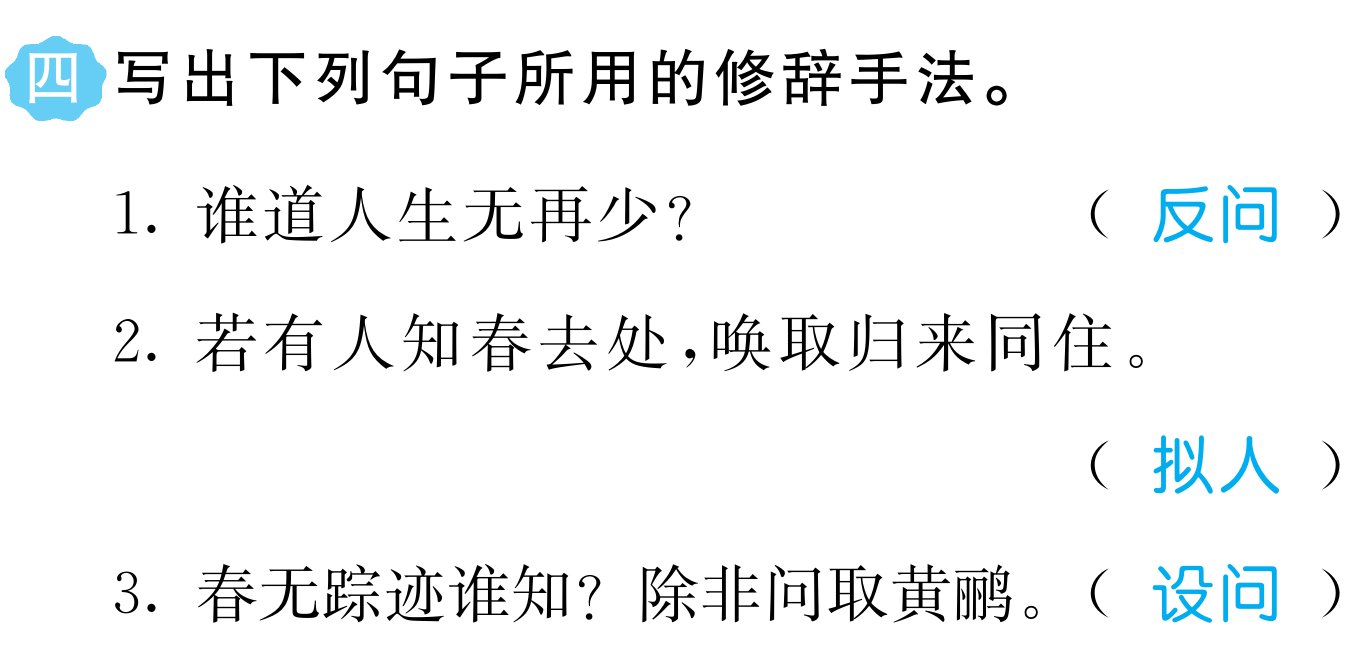 四 写出下列句子所用的修辞手法。
1. 谁道人生无再少? （ 反问 ）
2. 若有人知春去处,唤取归来同住。
（ 拟人 ）
3. 春无踪迹谁知? 除非问取黄鹂。（ 设问 ）